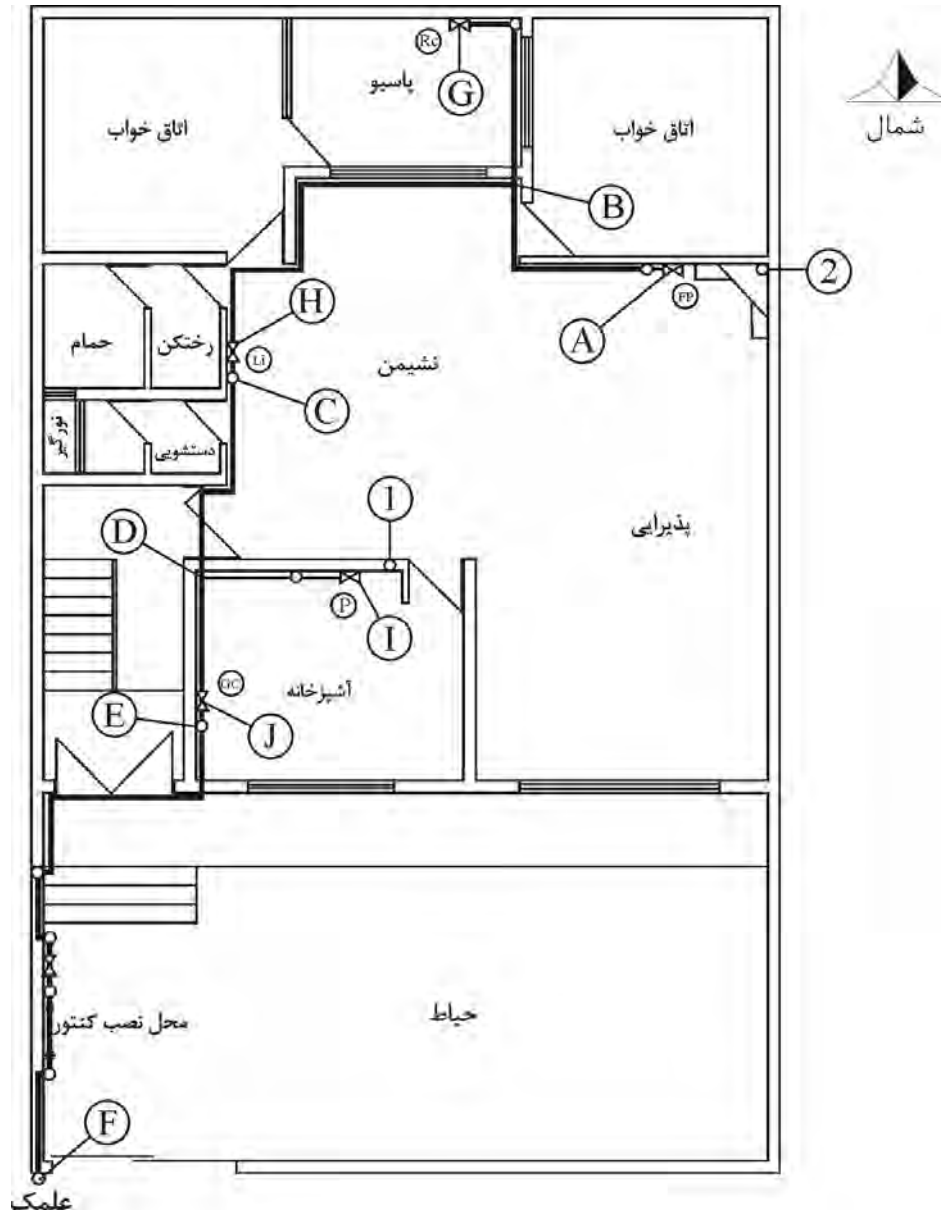 Rc
G
پاسیو
اتاق خواب
اتاق خواب
شمال
B
2
FP
A
H
Li
C
حمام
رختکن
نشیمن
نورگیر
دستشویی
1
D
پذیرایی
P
I
GC
آشپزخانه
E
J
محل نصب کنتور
حیاط
F
علمک